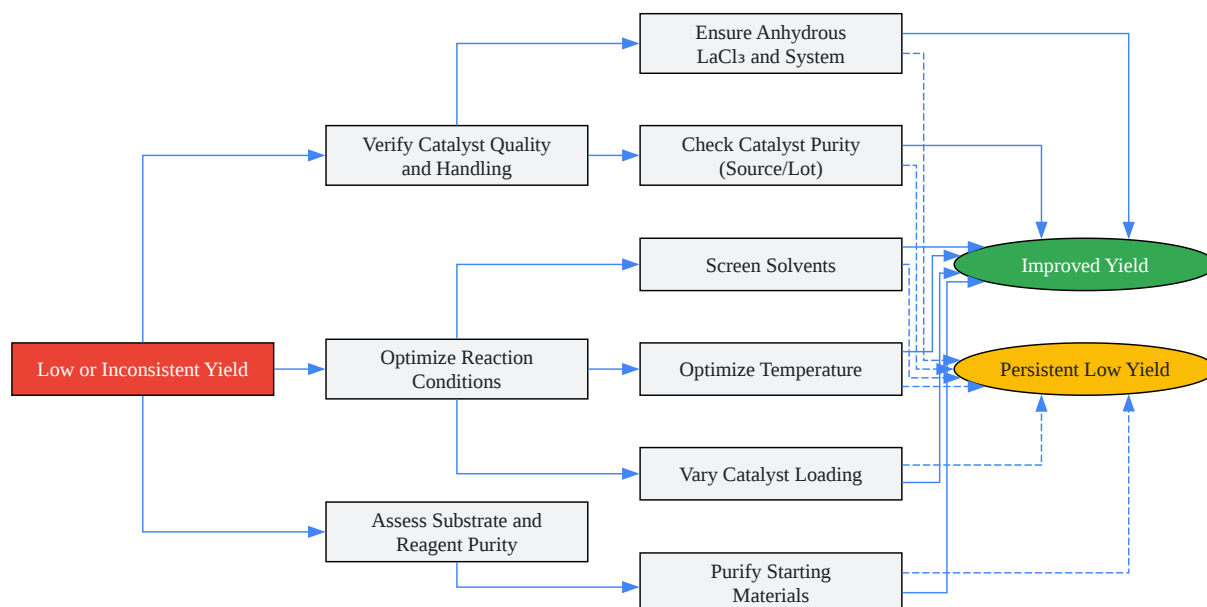 Ensure Anhydrous
LaCl₃ and System
Verify Catalyst Quality
and Handling
Check Catalyst Purity
(Source/Lot)
Screen Solvents
Improved Yield
Low or Inconsistent Yield
Optimize Reaction
Conditions
Optimize Temperature
Persistent Low Yield
Vary Catalyst Loading
Assess Substrate and
Reagent Purity
Purify Starting
Materials